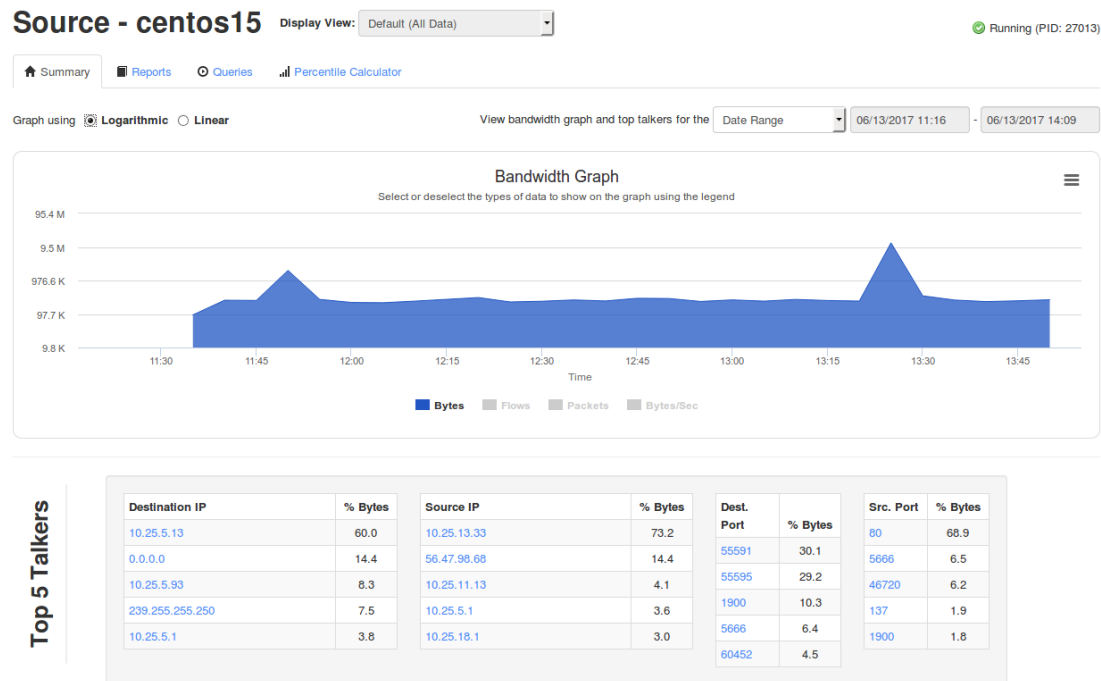 Source - centos15 Display View: Default (All Data) Running (PID: 27013)
Summary Reports Queries Percentile Calculator
Graph using Logarithmic Linear View bandwidth graph and top talkers for the Date Range 06/13/2017 11:16 - 06/13/2017 14:09
Bandwidth Graph
Select or deselect the types of data to show on the graph using the legend
95.4 M
9.5 M
976.6 K
97.7 K
9.8 K
11:30 11:45 12:00 12:15 12:30 12:45 13:00 13:15 13:30 13:45
Time
Bytes Flows Packets Bytes/Sec
Top 5 Talkers
Destination IP % Bytes
10.25.5.13 60.0
0.0.0.0 14.4
10.25.5.93 8.3
239.255.255.250 7.5
10.25.5.1 3.8
Source IP % Bytes
10.25.13.33 73.2
56.47.98.68 14.4
10.25.11.13 4.1
10.25.5.1 3.6
10.25.18.1 3.0
Dest.
Port % Bytes
55591 30.1
55595 29.2
1900 10.3
5666 6.4
60452 4.5
Src. Port % Bytes
80 68.9
5666 6.5
46720 6.2
137 1.9
1900 1.8